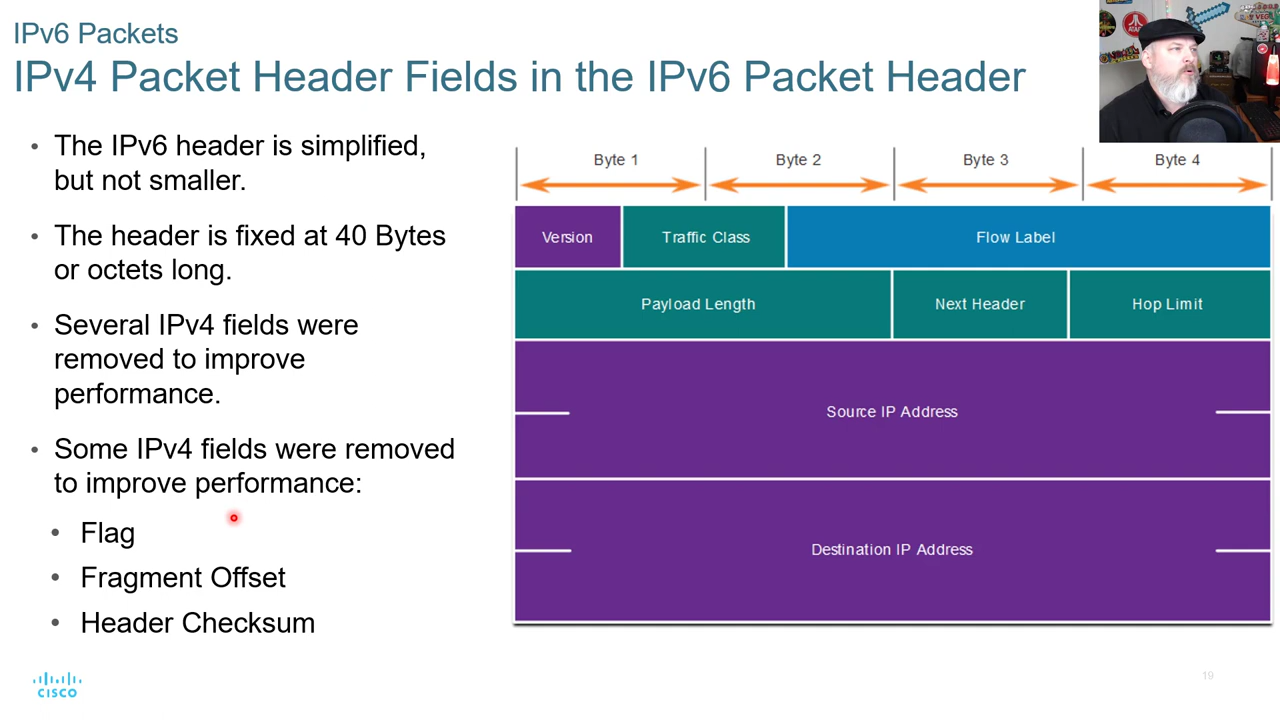 IPv6 Packets
IPv4 Packet Header Fields in the IPv6 Packet Header
• The IPv6 header is simplified,
but not smaller.
• The header is fixed at 40 Bytes
or octets long.
• Several IPv4 fields were
removed to improve
performance.
• Some IPv4 fields were removed
to improve performance:
• Flag
• Fragment Offset
• Header Checksum
Byte 1 Byte 2 Byte 3 Byte 4
Version Traffic Class Flow Label
Payload Length Next Header Hop Limit
Source IP Address
Destination IP Address
CISCO
19
ATARI